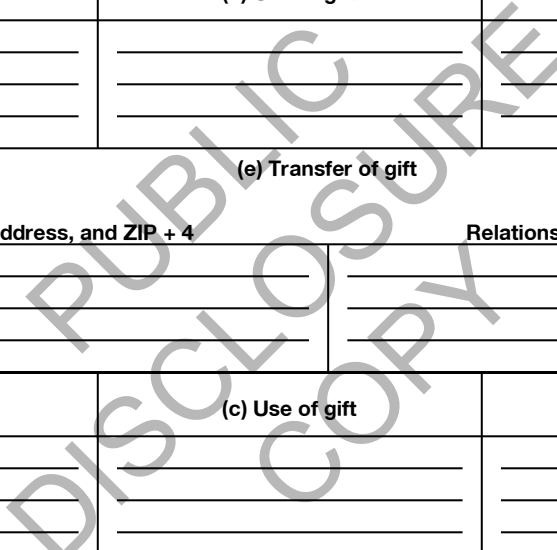 (e) Transfer of gift
ddress, and ZIP + 4
Relations
(c) Use of gift
PUBLIC
DISCLOSURE
COPY